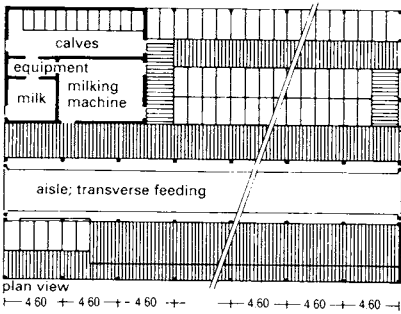 calves
equipment
milk
milking
machine
aisle; transverse feeding
plan view
4 60 4 60 4 60 4 60 4 60 4 60